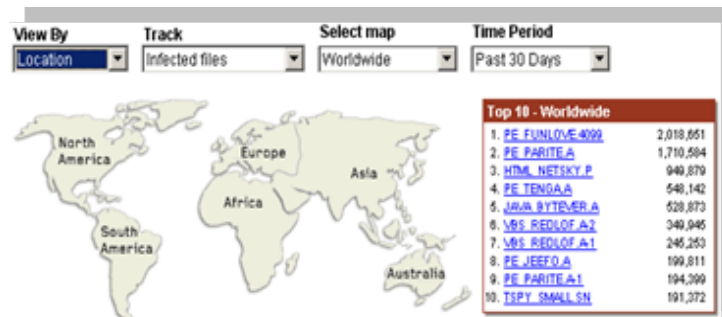 View By Track Select map Time Period
Location Infected files Worldwide Past 30 Days
North
America
Europe
Asia
Africa
South
America
Australia
Top 10 - Worldwide
1. PE_FUNLOVE.4099 2,018,651
2. PE_PARITE.A 1,710,584
3. HTML_NETSKY.P 949,879
4. PE_TENGA.A 548,142
5. JAVA_BYTEVER.A 528,873
6. VBS_REDLOF.A-2 349,945
7. VBS_REDLOF.A-1 245,253
8. PE_JEEFO.A 199,811
9. PE_PARITE.A-1 194,399
10. TSPY_SMALL.SN 191,372